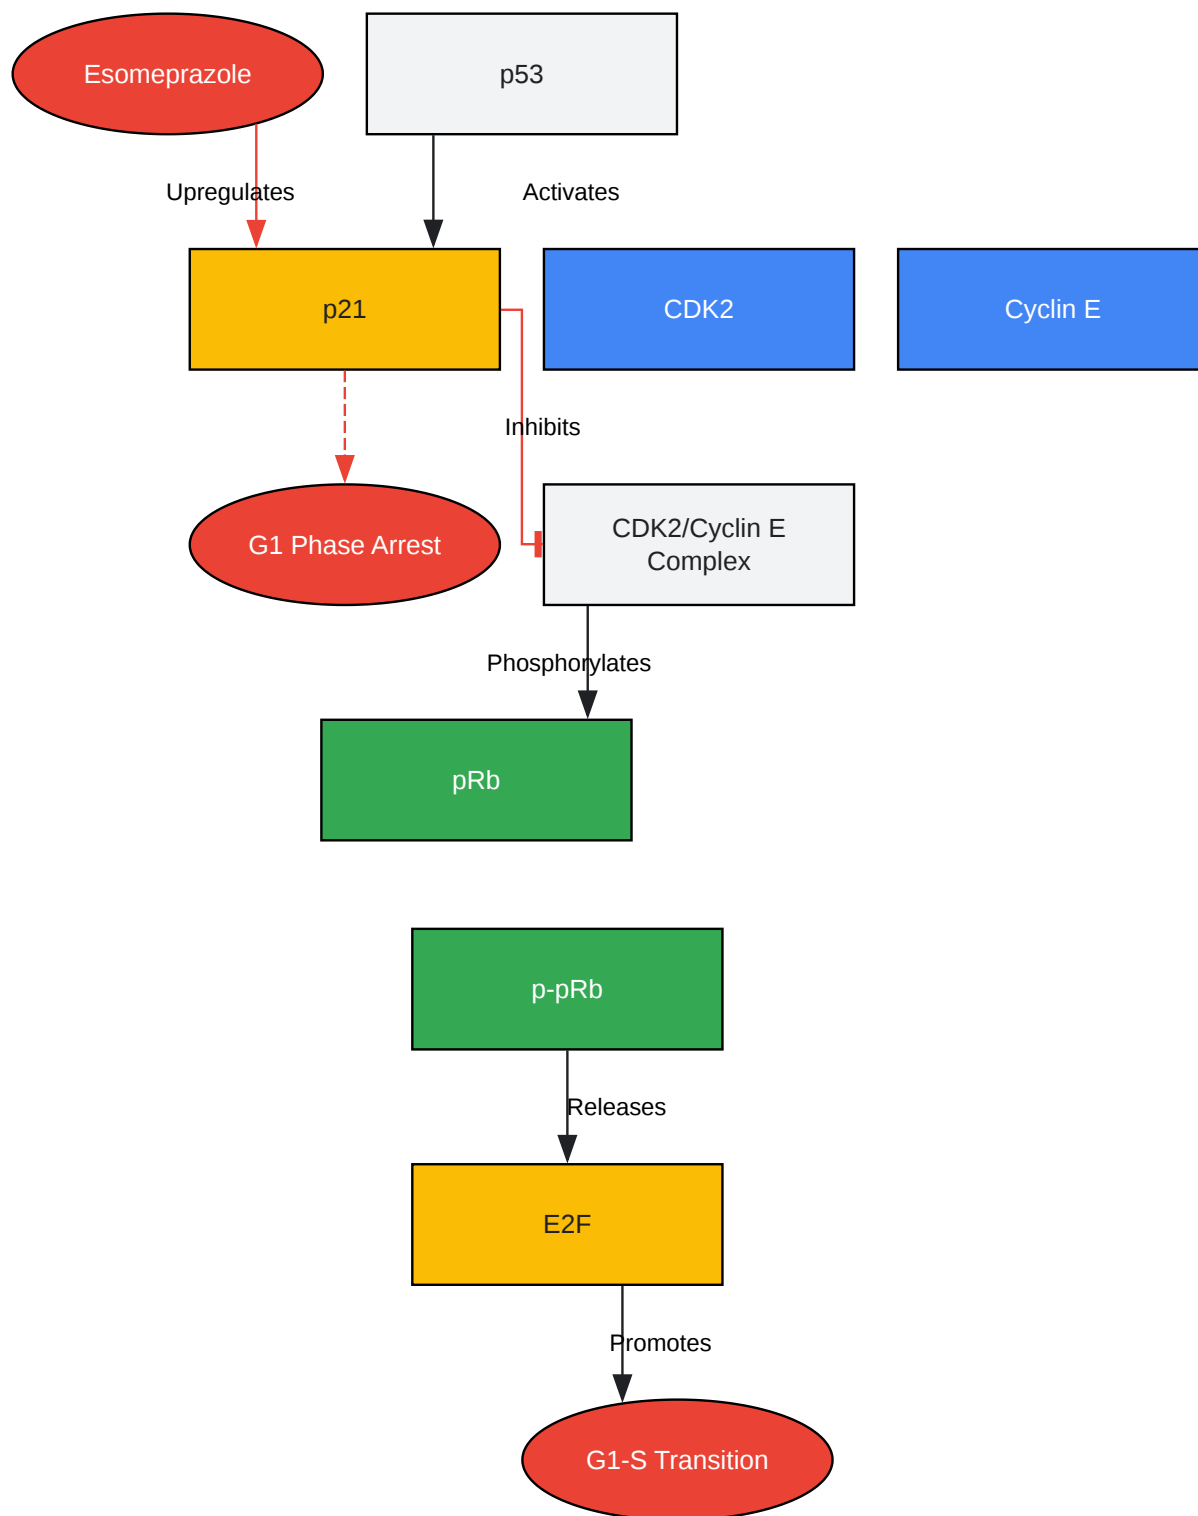 Esomeprazole
p53
Upregulates
Activates
p21
CDK2
Cyclin E
Inhibits
G1 Phase Arrest
CDK2/Cyclin E
Complex
Phosphorylates
pRb
p-pRb
Releases
E2F
Promotes
G1-S Transition